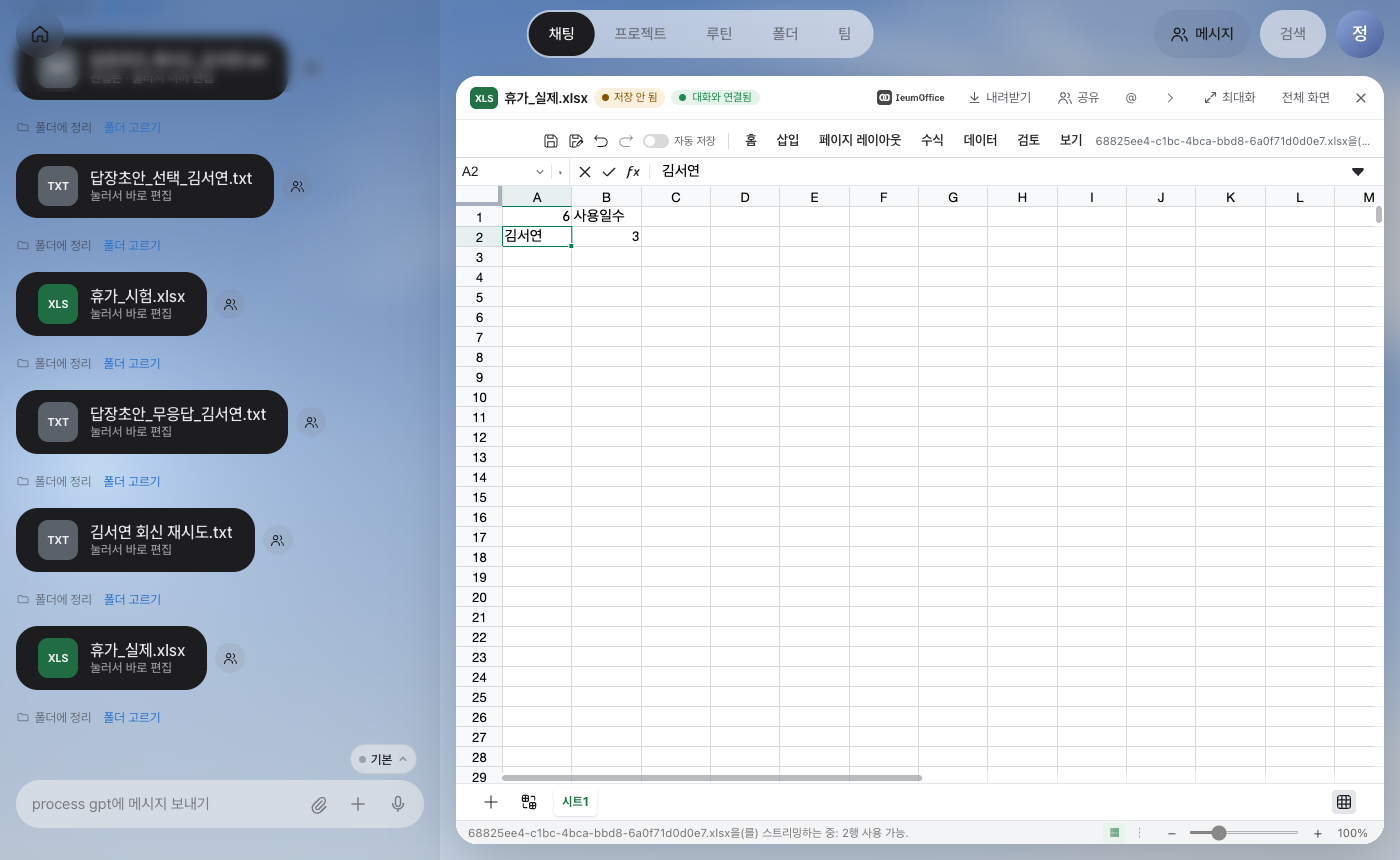 채팅
프로젝트
루틴
폴더
팀
메시지
검색
정
폴더에 정리 폴더 고르기
TXT
답장초안_선택_김서연.txt
눌러서 바로 편집
폴더에 정리 폴더 고르기
XLS
휴가_시험.xlsx
눌러서 바로 편집
폴더에 정리 폴더 고르기
TXT
답장초안_무응답_김서연.txt
눌러서 바로 편집
폴더에 정리 폴더 고르기
TXT
김서연 회신 재시도.txt
눌러서 바로 편집
폴더에 정리 폴더 고르기
XLS
휴가_실제.xlsx
눌러서 바로 편집
폴더에 정리 폴더 고르기
기본
process gpt에 메시지 보내기
XLS 휴가_실제.xlsx 저장 안 됨 대화와 연결됨 IeumOffice 내려받기 공유 @ 최대화 전체 화면
자동 저장 홈 삽입 페이지 레이아웃 수식 데이터 검토 보기 68825ee4-c1bc-4bca-bbd8-6a0f71d0d0e7.xlsx을(...
A2 fx 김서연
A B C D E F G H I J K L M
1 6 사용일수
2 김서연 3
3
4
5
6
7
8
9
10
11
12
13
14
15
16
17
18
19
20
21
22
23
24
25
26
27
28
29
시트1
68825ee4-c1bc-4bca-bbd8-6a0f71d0d0e7.xlsx을(를) 스트리밍하는 중: 2행 사용 가능.
100%